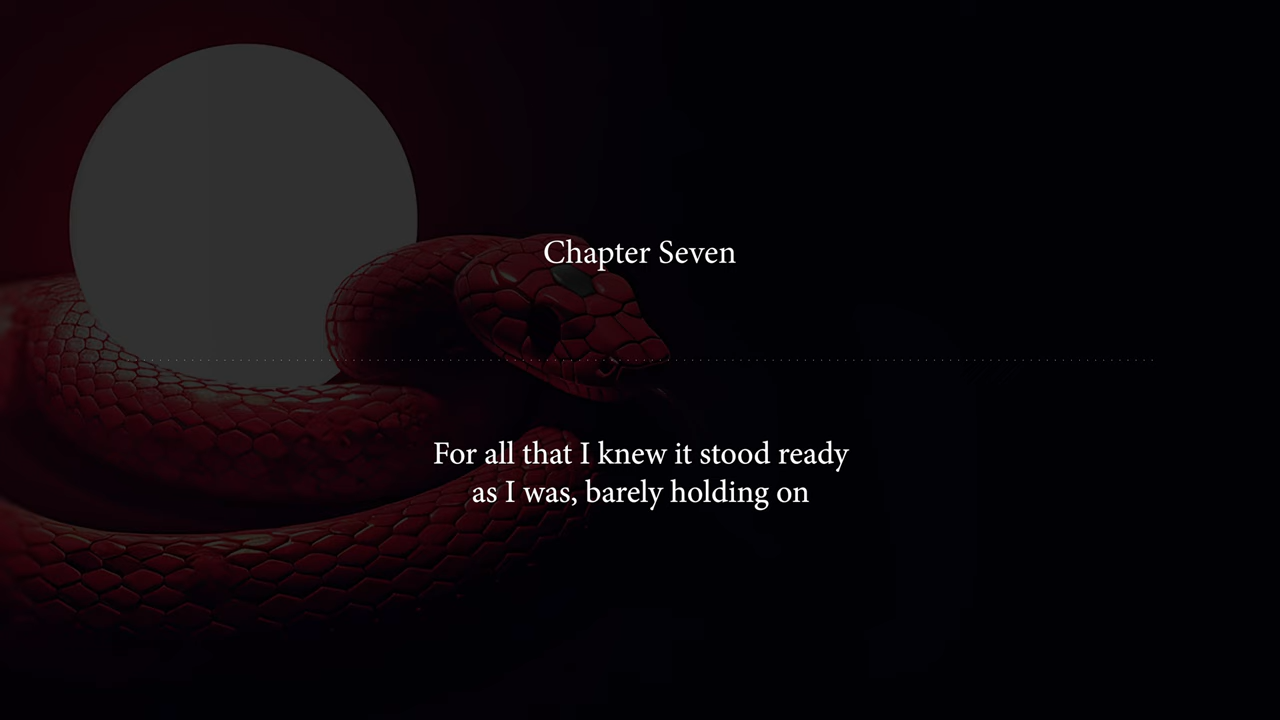 Chapter Seven
For all that I knew it stood ready
as I was, barely holding on